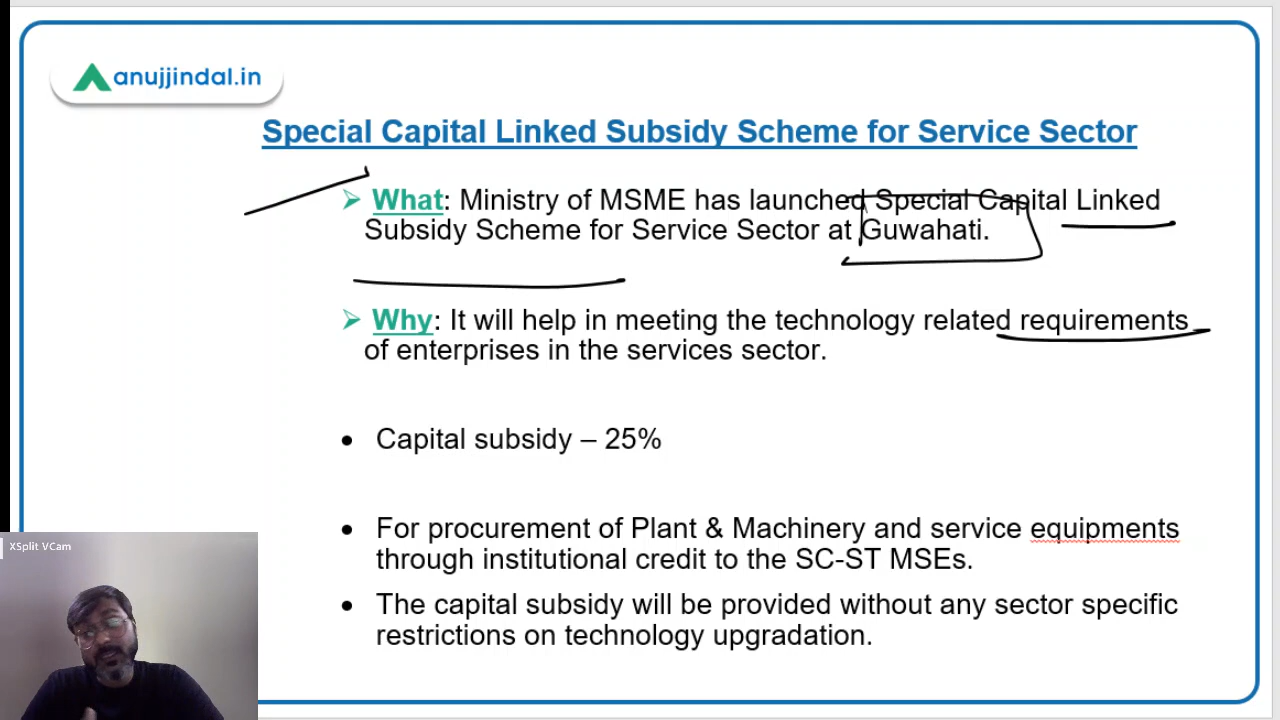 anujjindal.in
Special Capital Linked Subsidy Scheme for Service Sector
➢ What: Ministry of MSME has launched Special Capital Linked
Subsidy Scheme for Service Sector at Guwahati.
➢ Why: It will help in meeting the technology related requirements
of enterprises in the services sector.
• Capital subsidy – 25%
• For procurement of Plant & Machinery and service equipments
through institutional credit to the SC-ST MSEs.
• The capital subsidy will be provided without any sector specific
restrictions on technology upgradation.
XSplit VCam